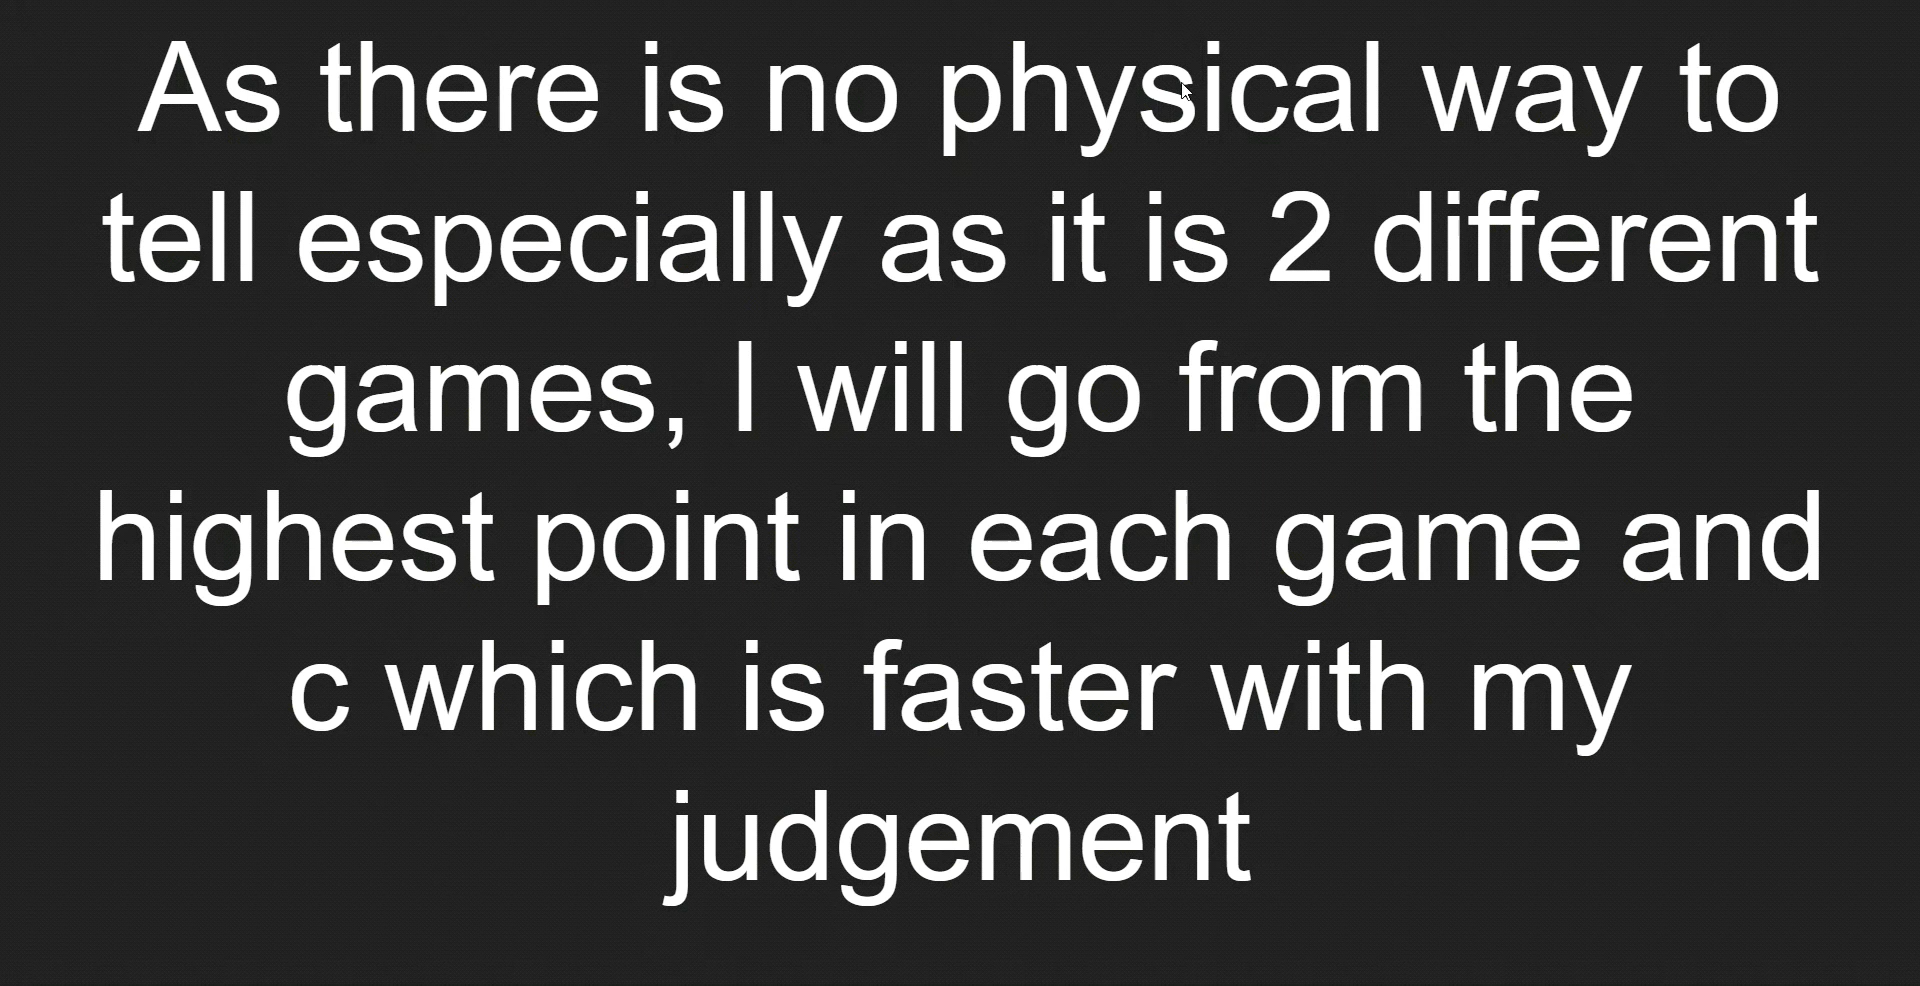 As there is no physical way to
tell especially as it is 2 different
games, I will go from the
highest point in each game and
c which is faster with my
judgement